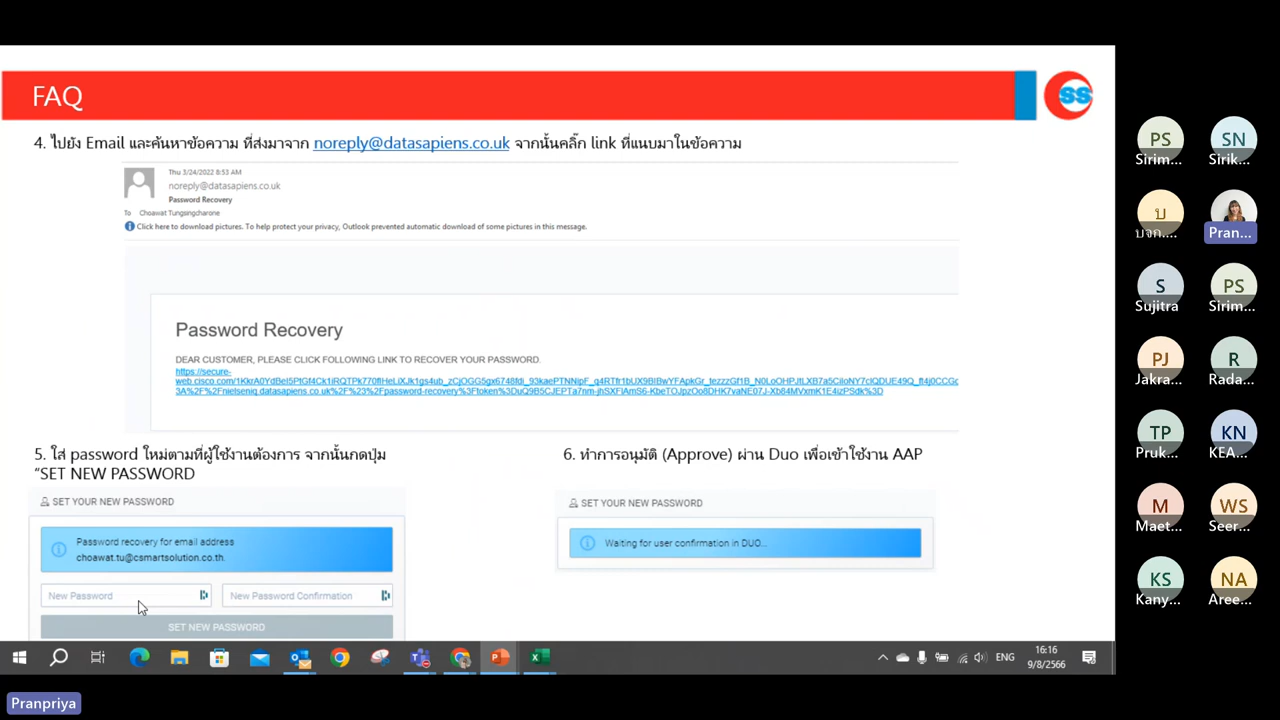 FAQ
SS
4. ไปยัง Email และค้นหาข้อความ ที่ส่งมาจาก noreply@datasapiens.co.uk จากนั้นคลิ๊ก link ที่แนบมาในข้อความ
Thu 3/24/2022 8:53 AM
noreply@datasapiens.co.uk
Password Recovery
To Choawat Tungsingcharone
Click here to download pictures. To help protect your privacy, Outlook prevented automatic download of some pictures in this message.
Password Recovery
DEAR CUSTOMER, PLEASE CLICK FOLLOWING LINK TO RECOVER YOUR PASSWORD.
https://secure-
5. ใส่ password ใหม่ตามที่ผู้ใช้งานต้องการ จากนั้นกดปุ่ม
“SET NEW PASSWORD
SET YOUR NEW PASSWORD
Password recovery for email address
choawat.tu@csmartsolution.co.th.
New Password
New Password Confirmation
SET NEW PASSWORD
6. ทำการอนุมัติ (Approve) ผ่าน Duo เพื่อเข้าใช้งาน AAP
SET YOUR NEW PASSWORD
Waiting for user confirmation in DUO...
PS
Sirim...
SN
Sirik...
บ
บจก....
Pran...
S
Sujitra
PS
Sirim...
PJ
Jakra...
R
Rada...
TP
Pruk...
KN
KEA...
M
Maet...
WS
Seer...
KS
Kany...
NA
Aree...
ENG
16:16
9/8/2566
Pranpriya